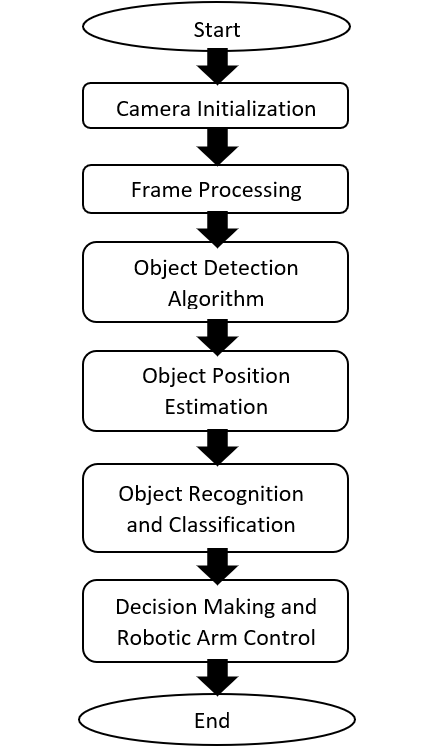 Start
Camera Initialization
Frame Processing
Object Detection
Algorithm
Object Position
Estimation
Object Recognition
and Classification
Decision Making and
Robotic Arm Control
End